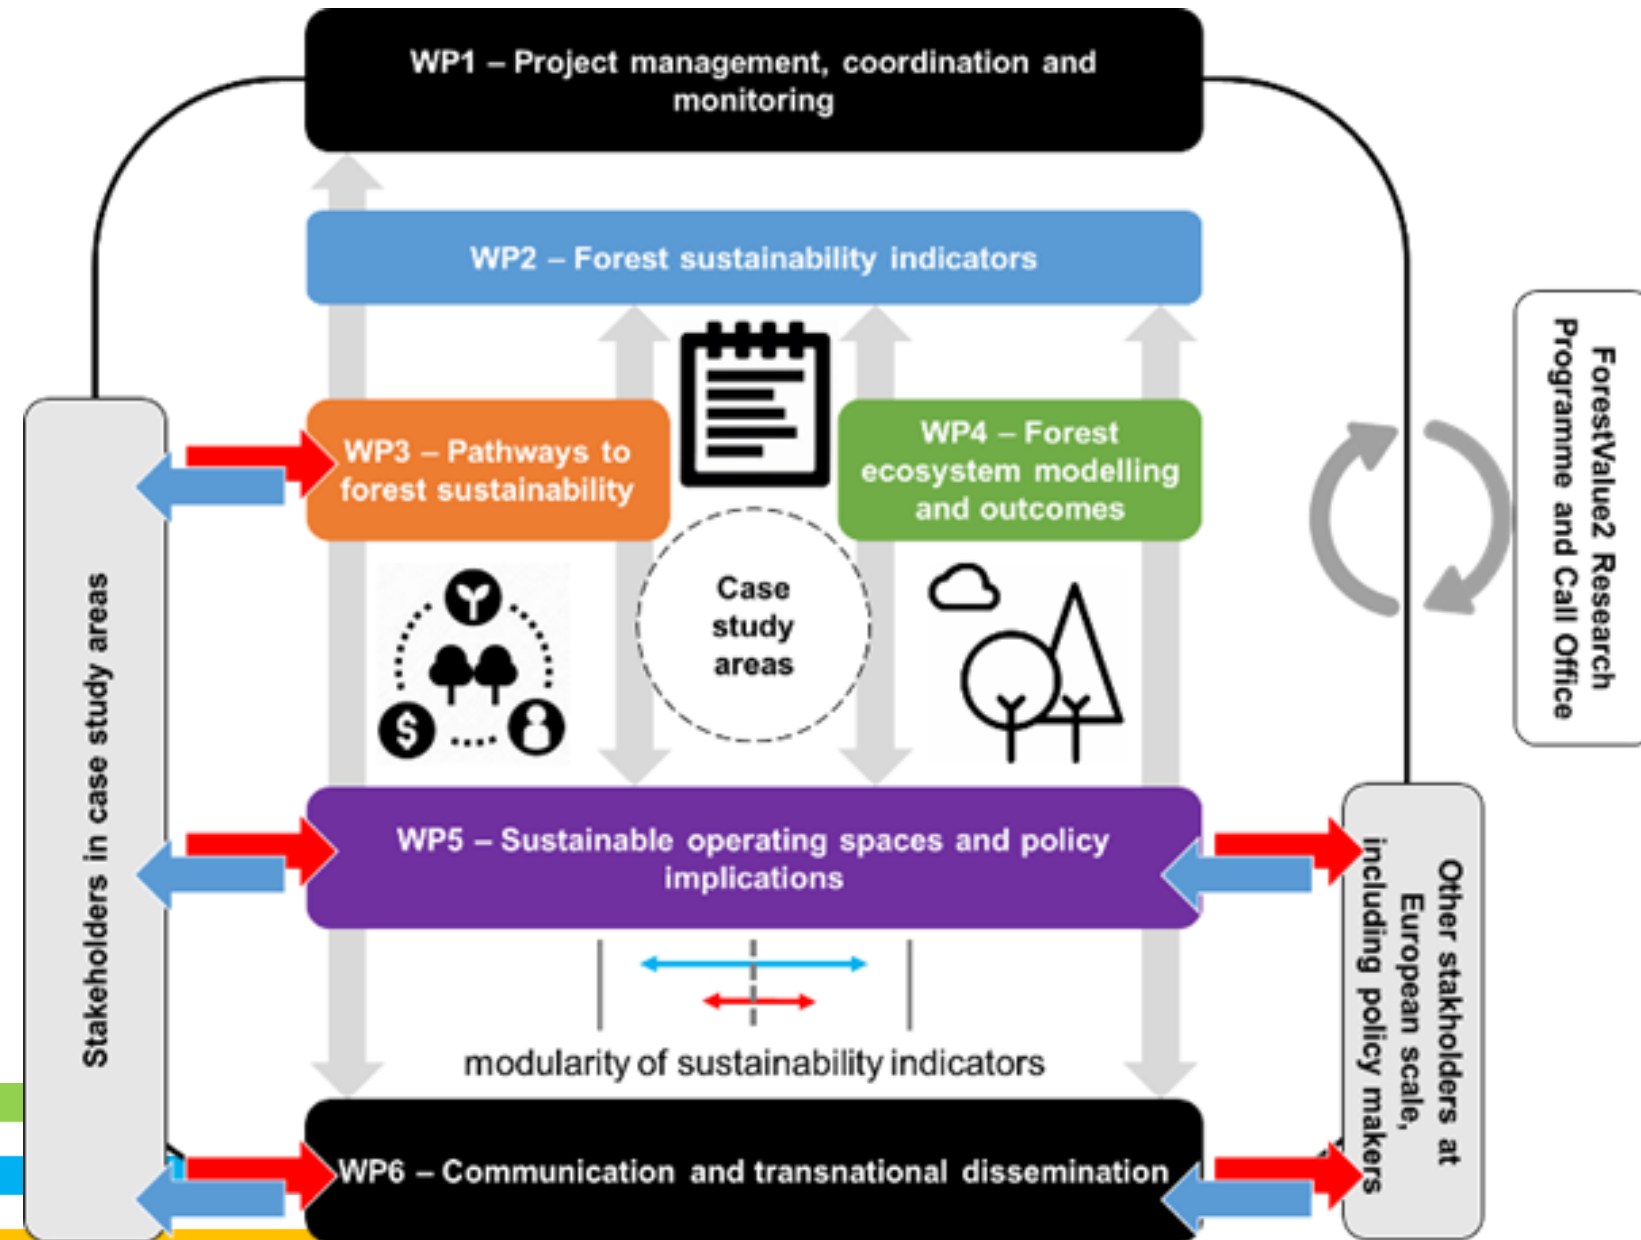 WP1 – Project management, coordination and
monitoring
WP2 – Forest sustainability indicators
WP3 – Pathways to
forest sustainability
WP4 – Forest
ecosystem modelling
and outcomes
Case
study
areas
$
Stakeholders in case study areas
ForestValue2 Research
Programme and Call Office
WP5 – Sustainable operating spaces and policy
implications
Other stakholders at
European scale,
including policy makers
modularity of sustainability indicators
WP6 – Communication and transnational dissemination